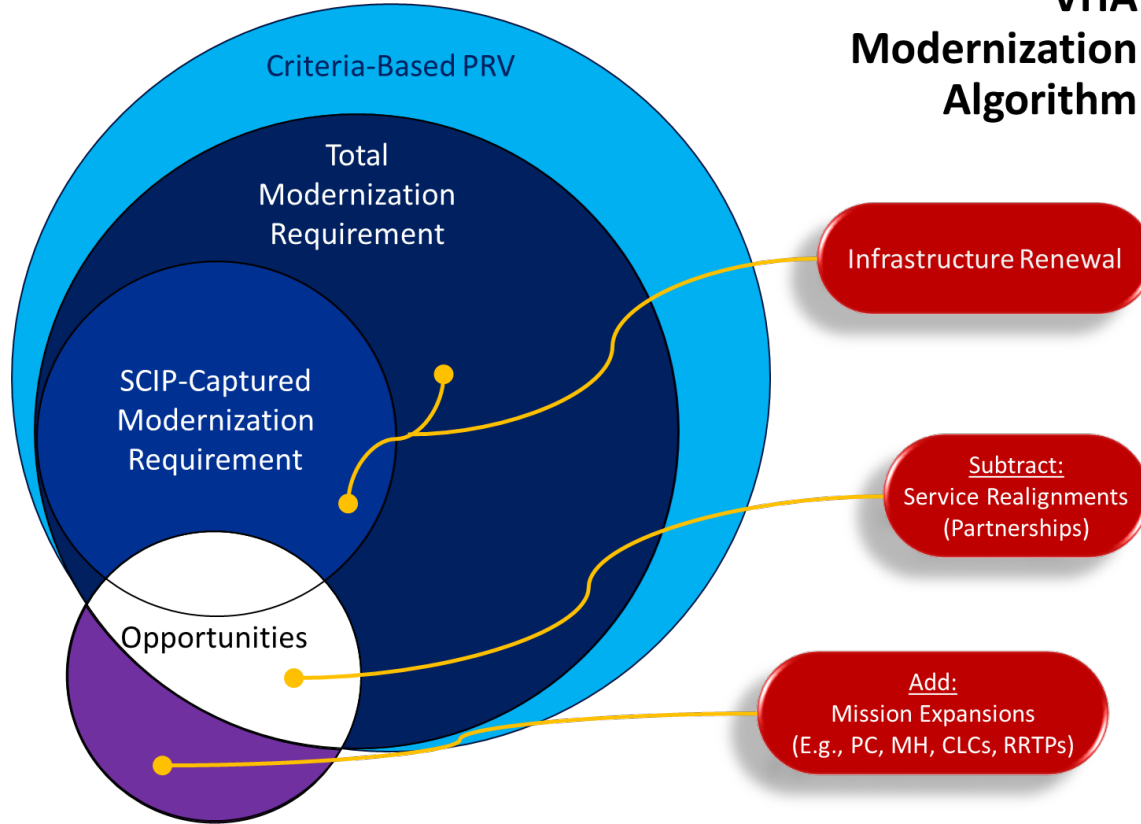 VHA
Modernization
Algorithm
Criteria-Based PRV
Total
Modernization
Requirement
Infrastructure Renewal
SCIP-Captured
Modernization
Requirement
Subtract:
Service Realignments
(Partnerships)
Opportunities
Add:
Mission Expansions
(E.g., PC, MH, CLCs, RRTPs)